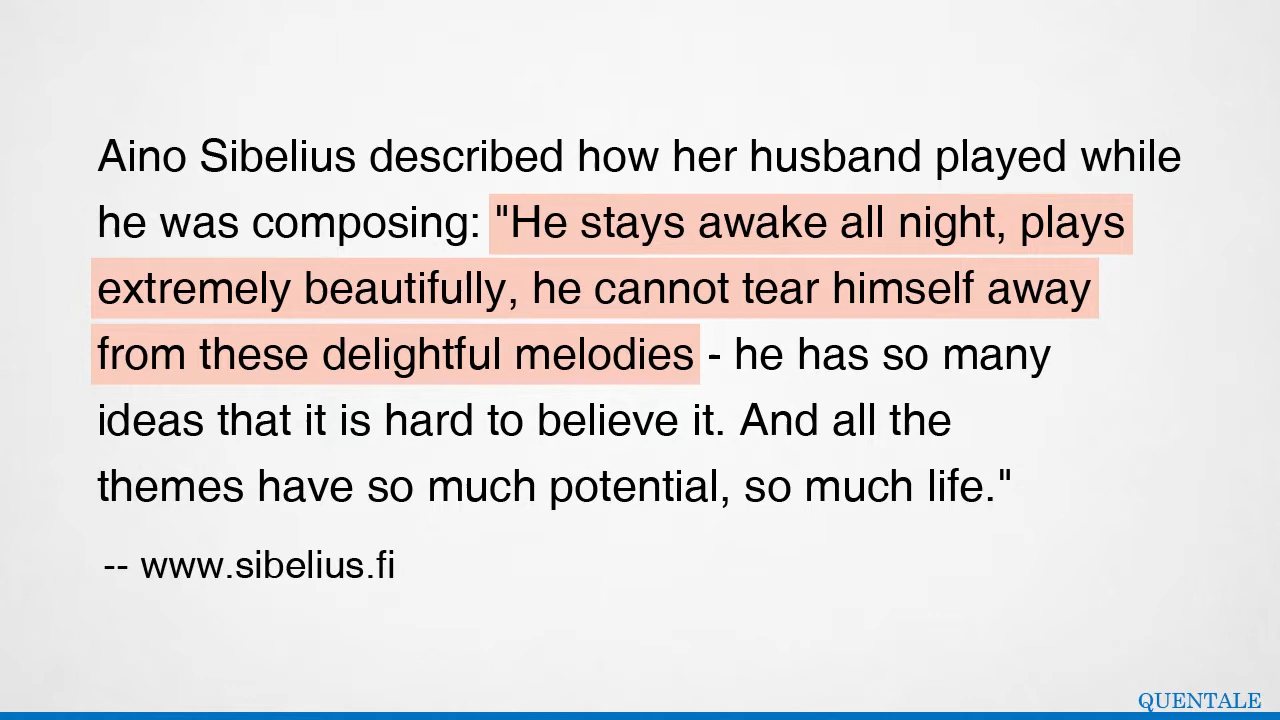 Aino Sibelius described how her husband played while
he was composing: "He stays awake all night, plays
extremely beautifully, he cannot tear himself away
from these delightful melodies - he has so many
ideas that it is hard to believe it. And all the
themes have so much potential, so much life."
-- www.sibelius.fi
QUENTALE